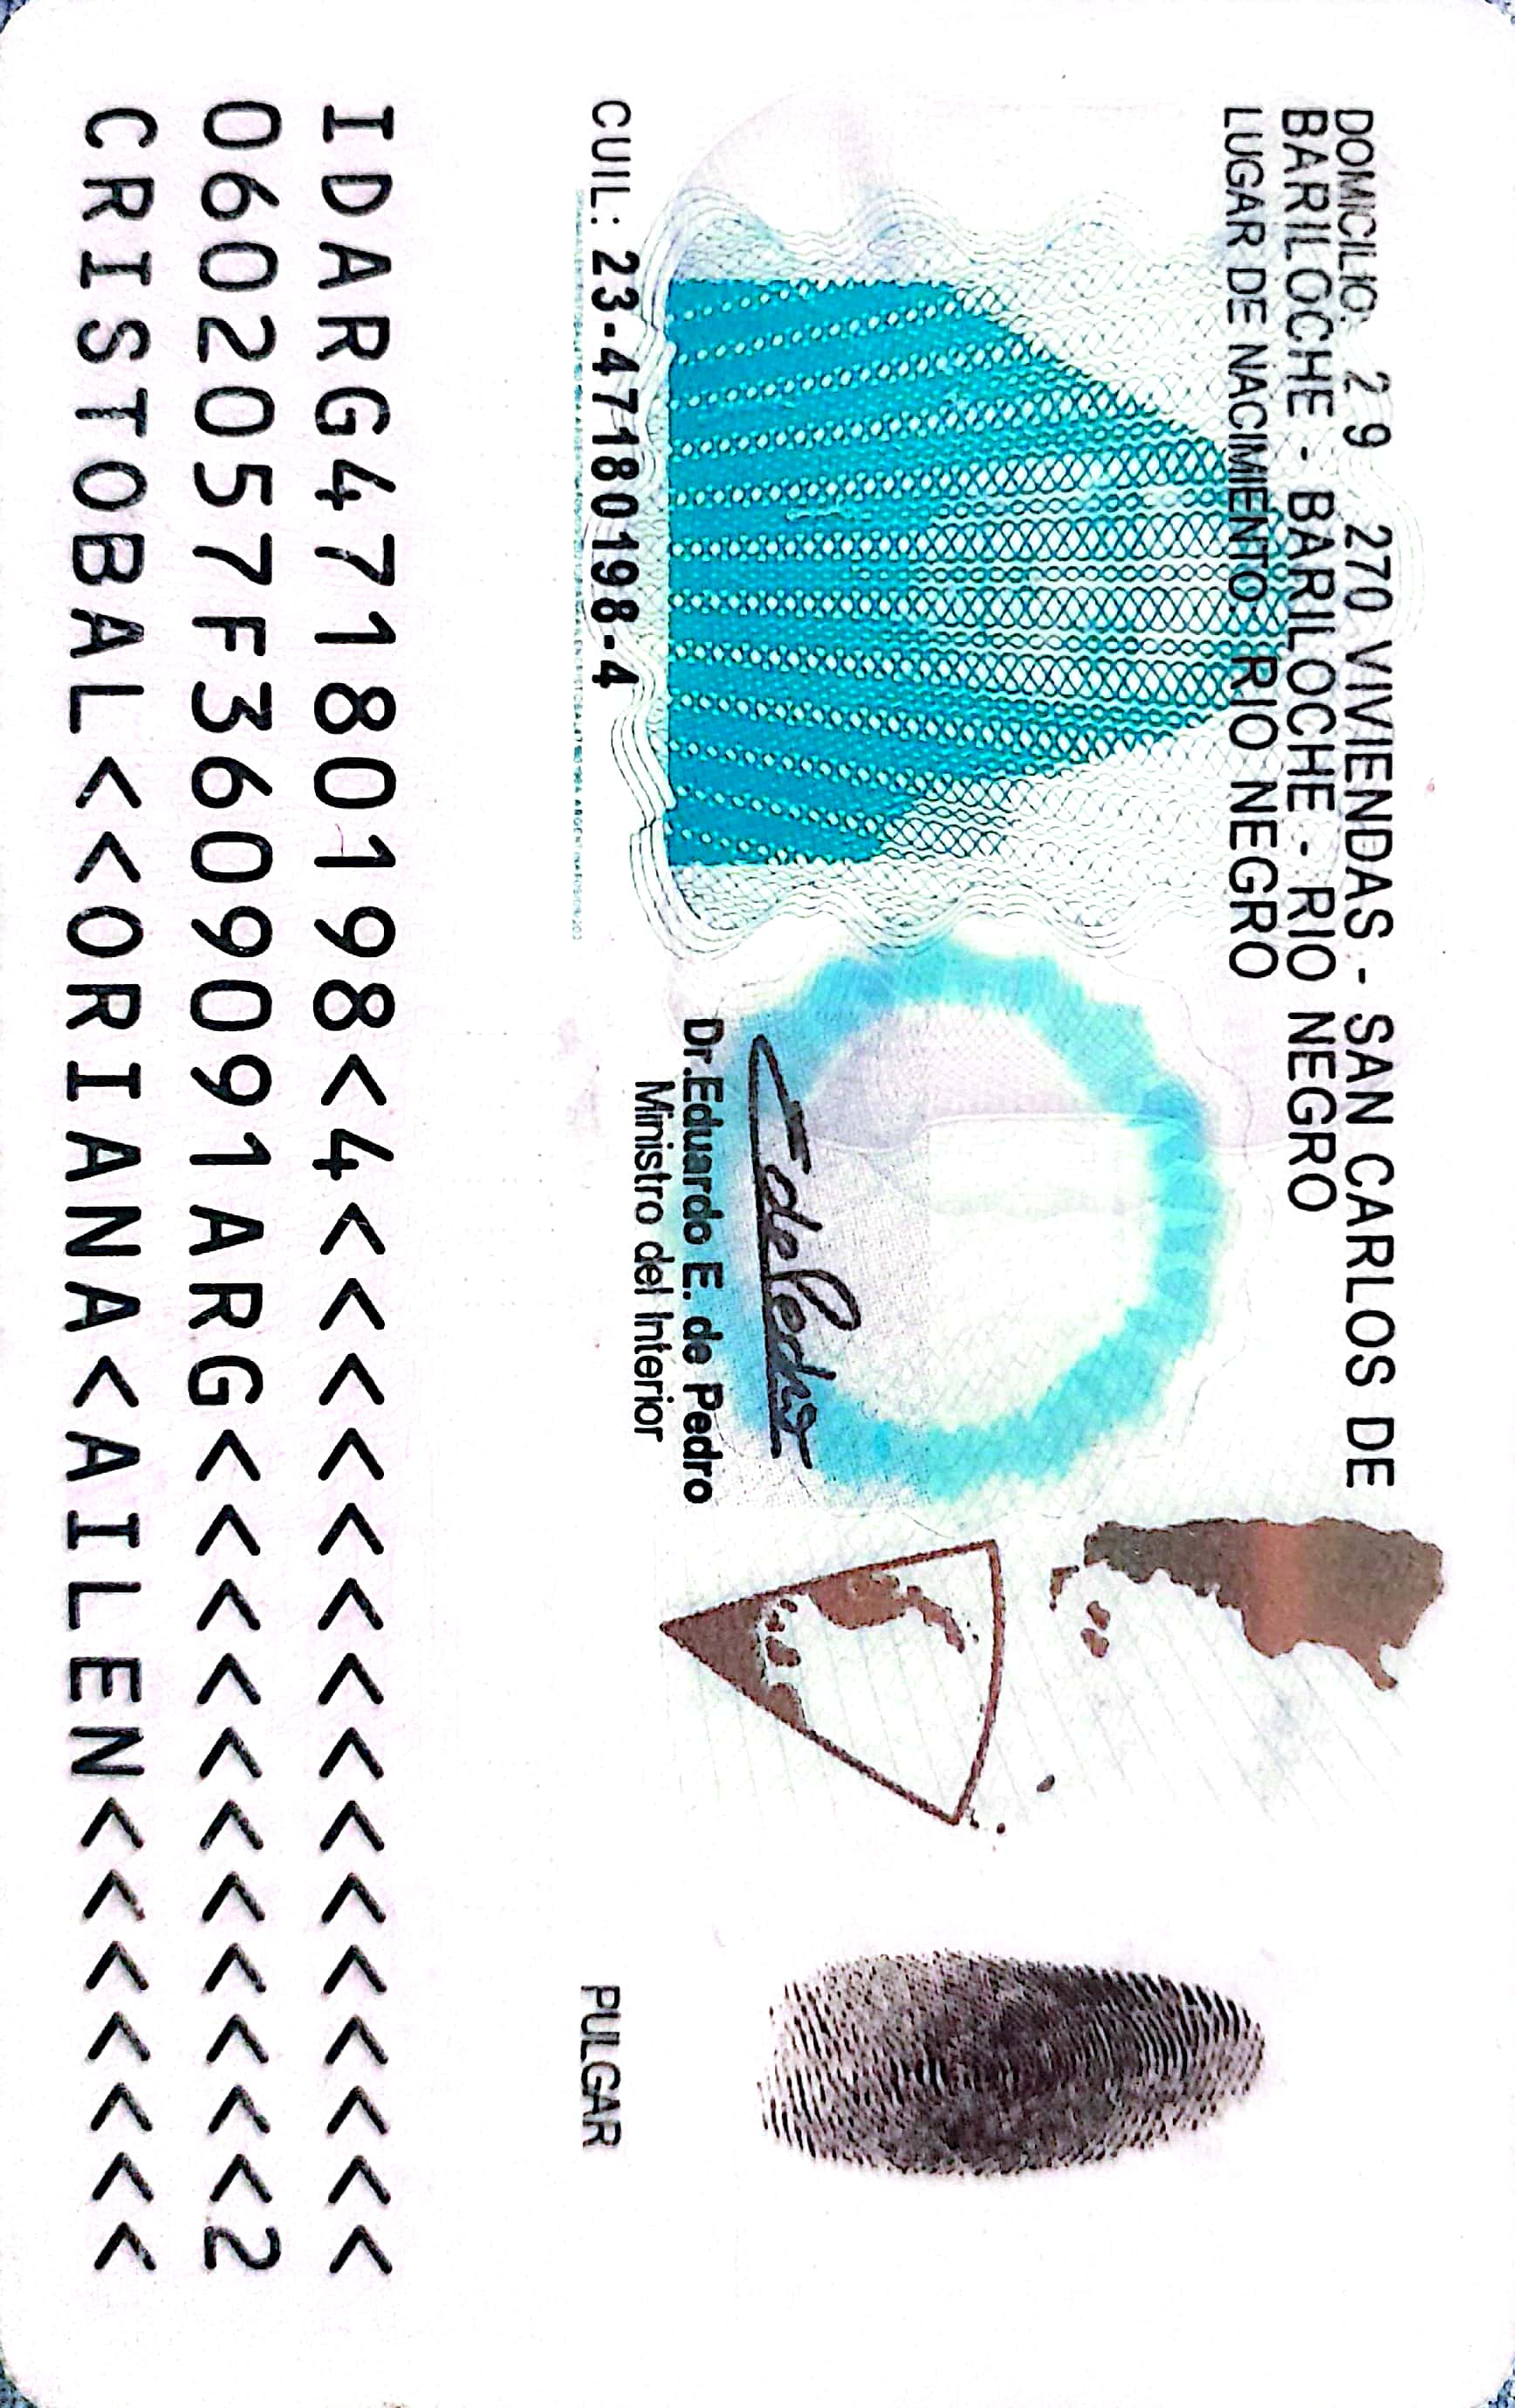 DOMICILIO: 2 9 270 VIVIENDAS - SAN CARLOS DE
BARILOCHE - BARILOCHE - BARILOCHE - RIO NEGRO
LUGAR DE NACIMIENTO: RIO NEGRO
Dr.Eduardo E. de Pedro
Ministro del Interior
CUIL: 23-47180198-4
PULGAR
IDARG47180198<4<<<<<<<<<<<<<<<
0602057F3609091ARG<<<<<<<<<<<2
CRISTOBAL<<ORIANA<AILEN<<<<<<<